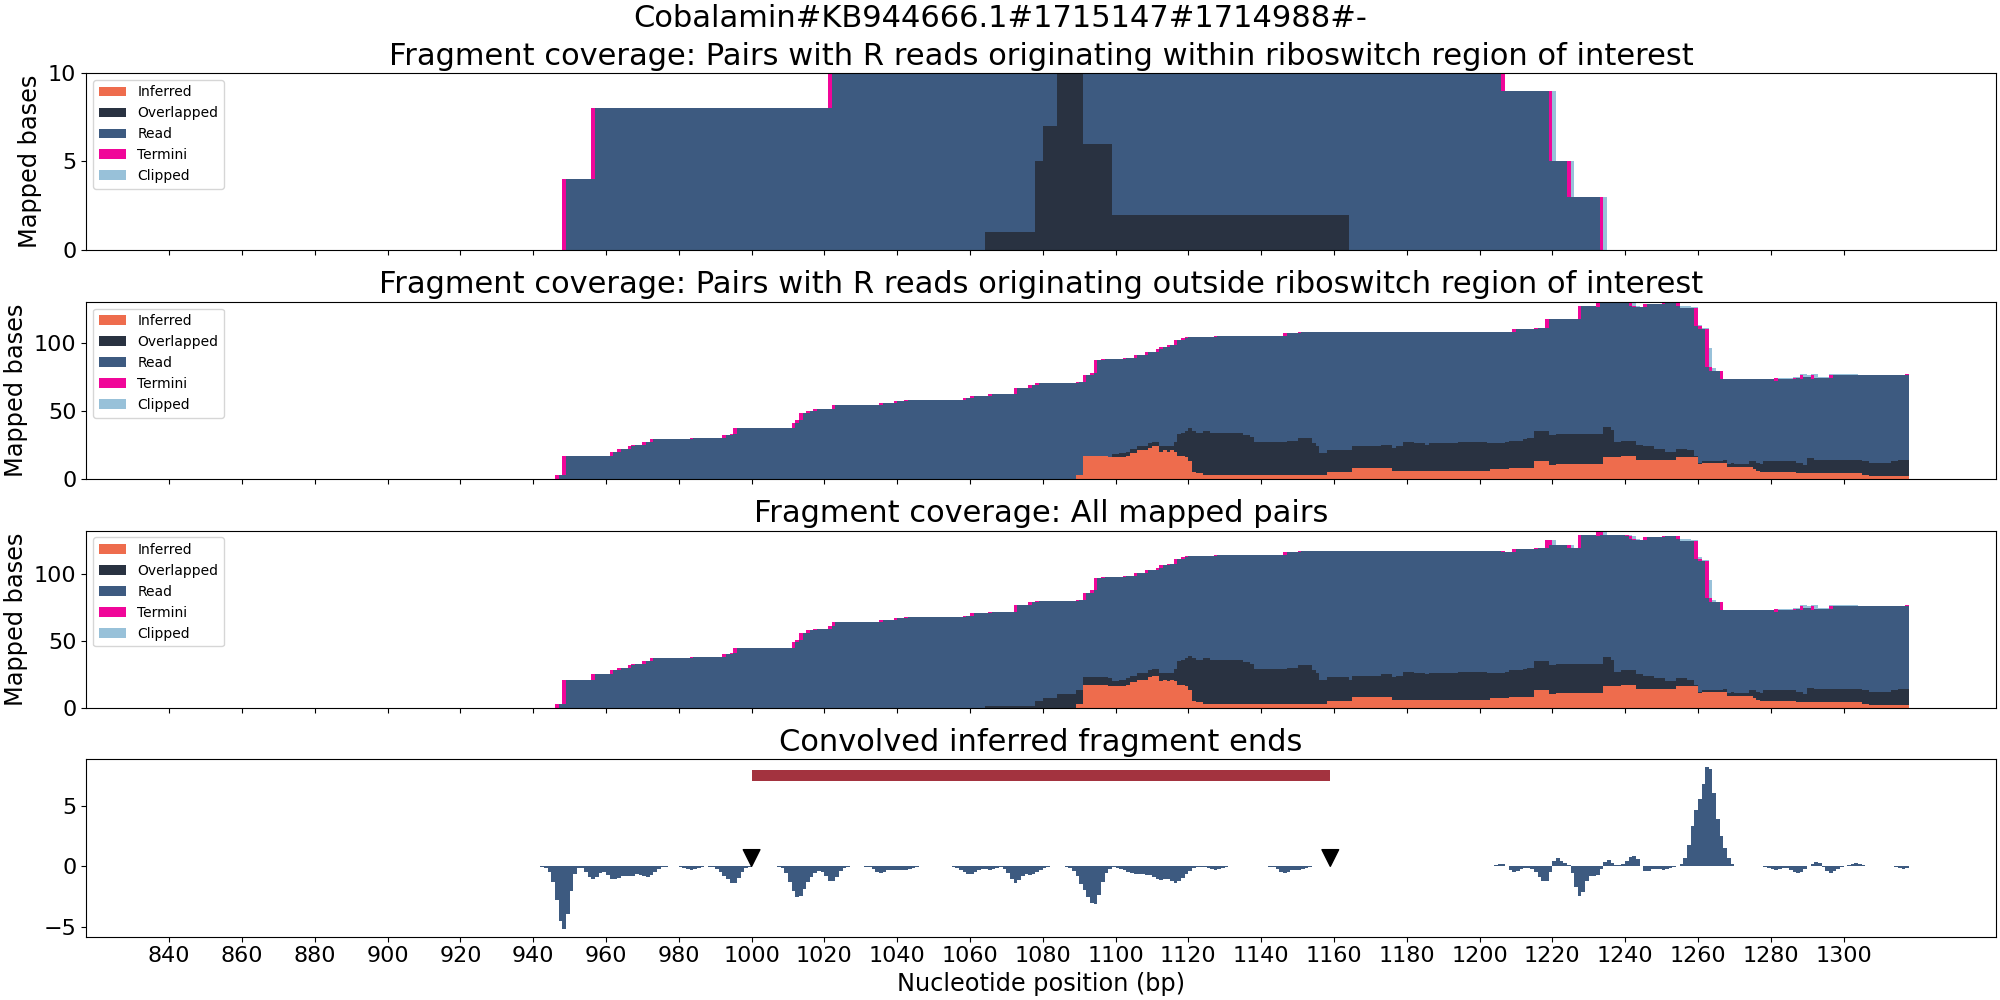 Cobalamin#KB944666.1#1715147#1714988#-
Fragment coverage: Pairs with R reads originating within riboswitch region of interest
Mapped bases
10
5
0
Inferred
Overlapped
Read
Termini
Clipped
Fragment coverage: Pairs with R reads originating outside riboswitch region of interest
Mapped bases
100
50
0
Inferred
Overlapped
Read
Termini
Clipped
Fragment coverage: All mapped pairs
Mapped bases
100
50
0
Inferred
Overlapped
Read
Termini
Clipped
Convolved inferred fragment ends
5
0
−5
840 860 880 900 920 940 960 980 1000 1020 1040 1060 1080 1100 1120 1140 1160 1180 1200 1220 1240 1260 1280 1300
Nucleotide position (bp)